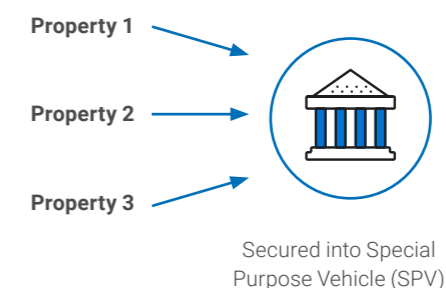 Property 1
Property 2
Property 3
Secured into Special
Purpose Vehicle (SPV)